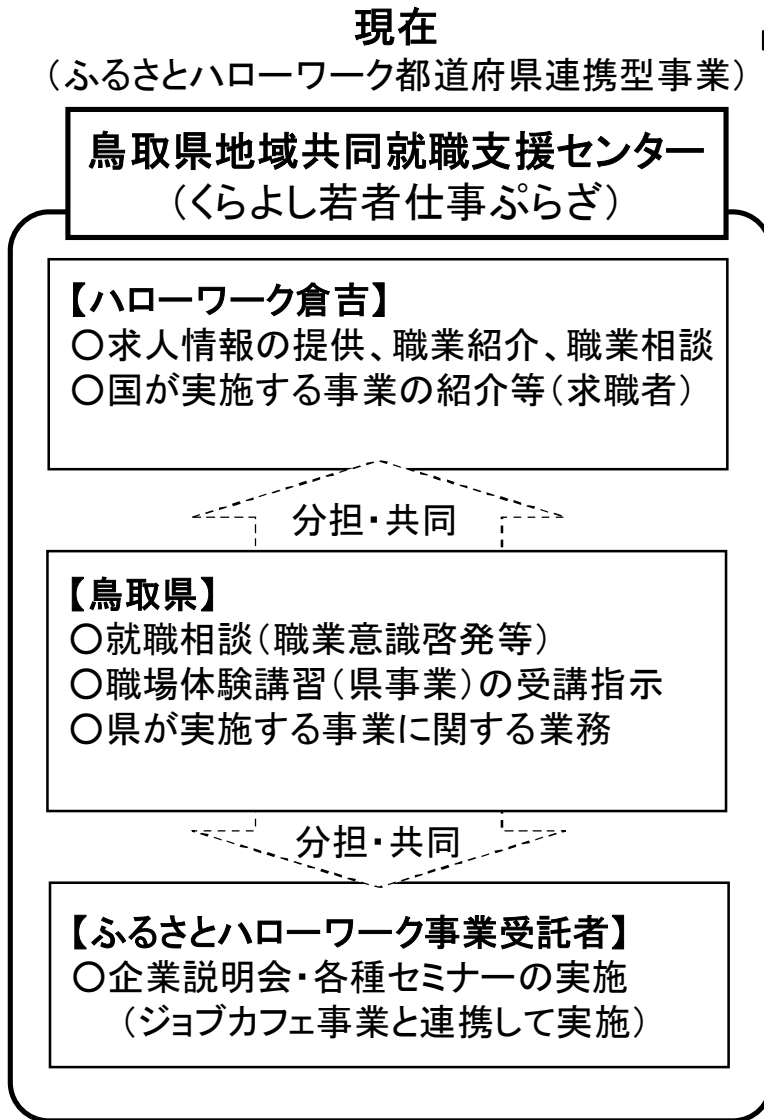 現在
（ふるさとハローワーク都道府県連携型事業）
鳥取県地域共同就職支援センター
（くらよし若者仕事ぷらざ）
【ハローワーク倉吉】
〇求人情報の提供、職業紹介、職業相談
〇国が実施する事業の紹介等（求職者）
分担・共同
【鳥取県】
〇就職相談（職業意識啓発等）
〇職場体験講習（県事業）の受講指示
〇県が実施する事業に関する業務
分担・共同
【ふるさとハローワーク事業受託者】
〇企業説明会・各種セミナーの実施
（ジョブカフェ事業と連携して実施）